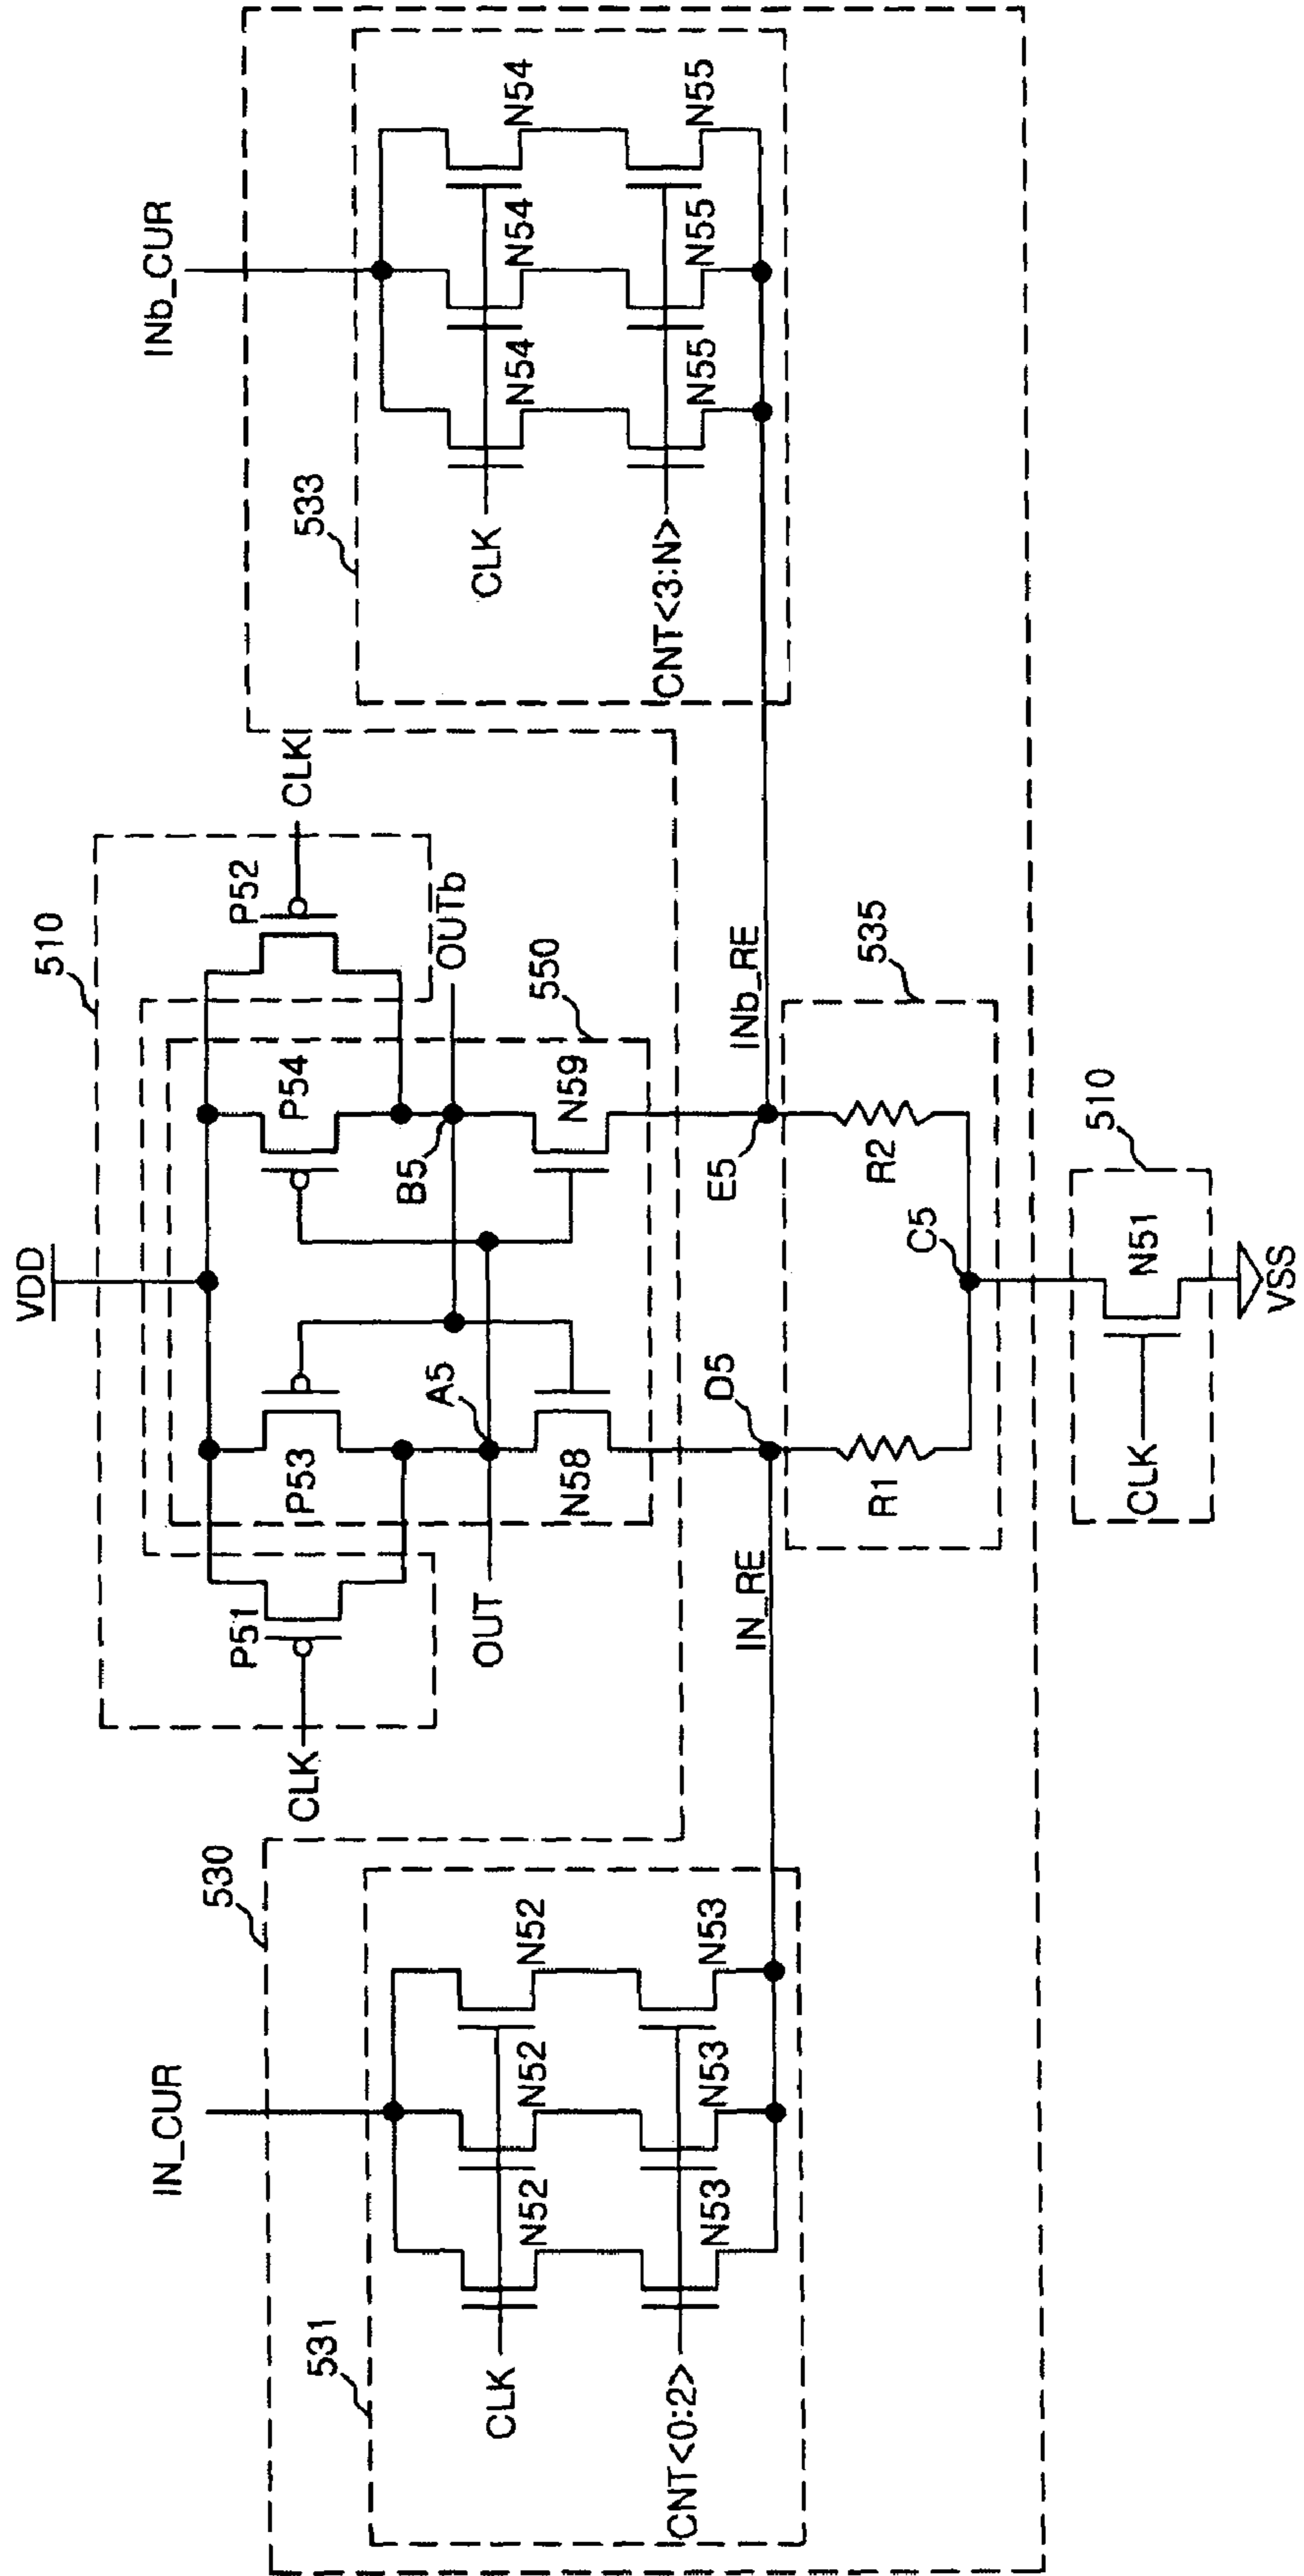 VDD
510
IN_CUR
INb_CUR
530
P51
P52
CLK
P53
P54
CLK
531
533
A5
B5
OUTb
OUT
550
CLK
N52
N52
N52
N58
N59
CLK
N54
N54
N54
CNT<0:2>
N53
N53
N53
IN_RE
D5
E5
INb_RE
CNT<3:N>
N55
N55
N55
R1
R2
535
C5
510
CLK
N51
VSS